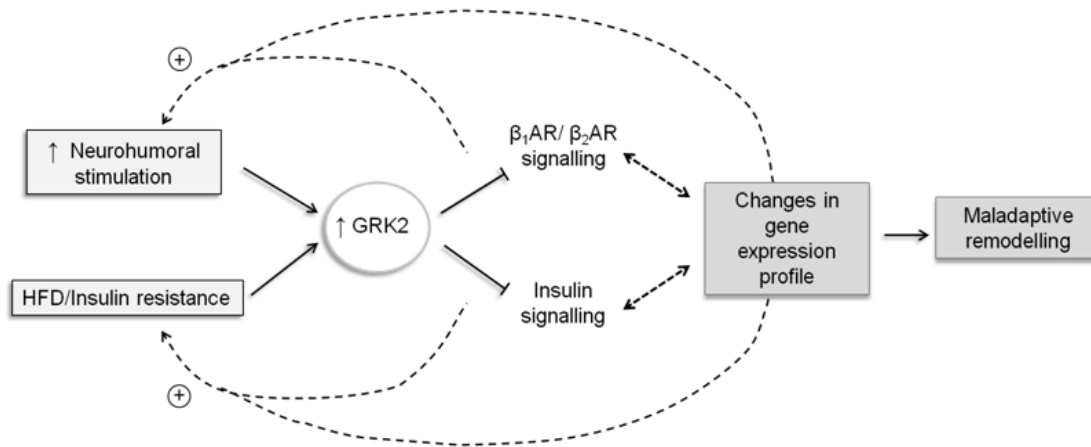 +
↑ Neurohumoral
stimulation
β₁AR/ β₂AR
signalling
↑ GRK2
Changes in
gene
expression
profile
Maladaptive
remodelling
HFD/Insulin resistance
Insulin
signalling
+